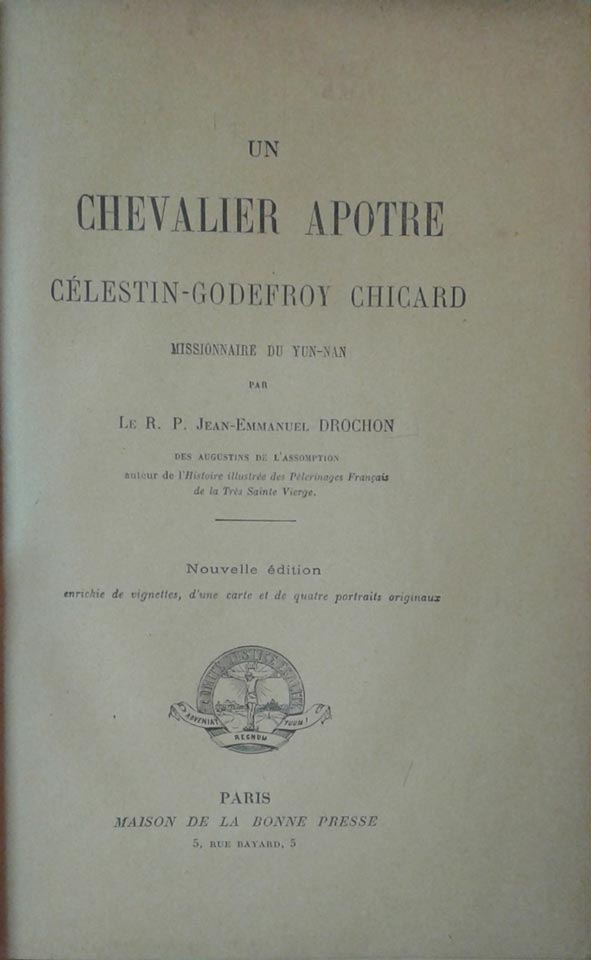 UN
CHEVALIER APOTRE
CÉLESTIN-GODEFROY CHICARD
MISSIONNAIRE DU YUN-NAN
PAR
LE R. P. JEAN-EMMANUEL DROCHON
DES AUGUSTINS DE L'ASSOMPTION
auteur de l'Histoire illustrée des Pèlerinages Français
de la Très Sainte Vierge.
Nouvelle édition
enrichie de vignettes, d'une carte et de quatre portraits originaux
JUSTICE
ADVENIAT
REGNUM
TUUM!
PARIS
MAISON DE LA BONNE PRESSE
5, RUE BAYARD, 5